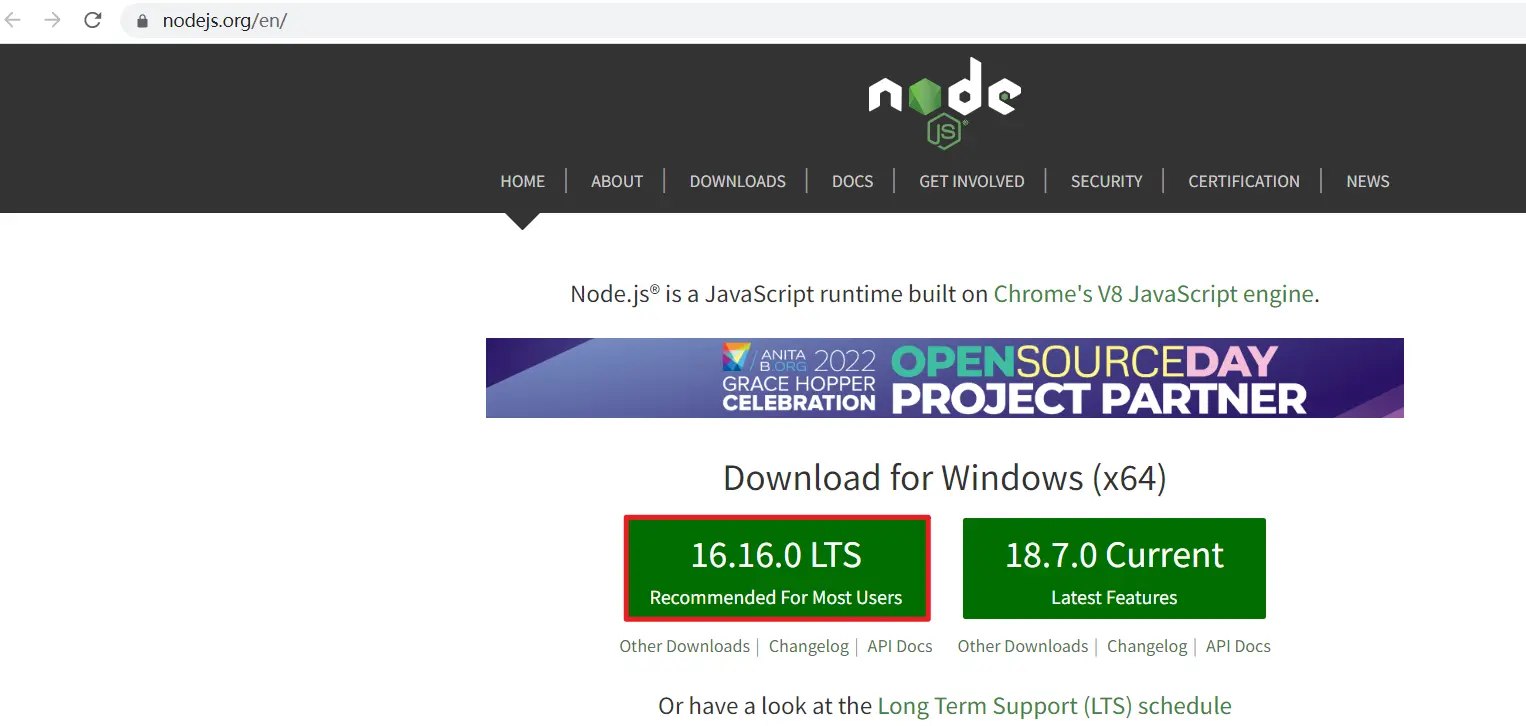 nodejs.org/en/
node
JS®
HOME | ABOUT | DOWNLOADS | DOCS | GET INVOLVED | SECURITY | CERTIFICATION | NEWS
Node.js® is a JavaScript runtime built on Chrome's V8 JavaScript engine.
ANITA
B.ORG 2022
GRACE HOPPER
CELEBRATION
OPENSOURCEDAY
PROJECT PARTNER
Download for Windows (x64)
16.16.0 LTS
Recommended For Most Users
18.7.0 Current
Latest Features
Other Downloads | Changelog | API Docs
Other Downloads | Changelog | API Docs
Or have a look at the Long Term Support (LTS) schedule